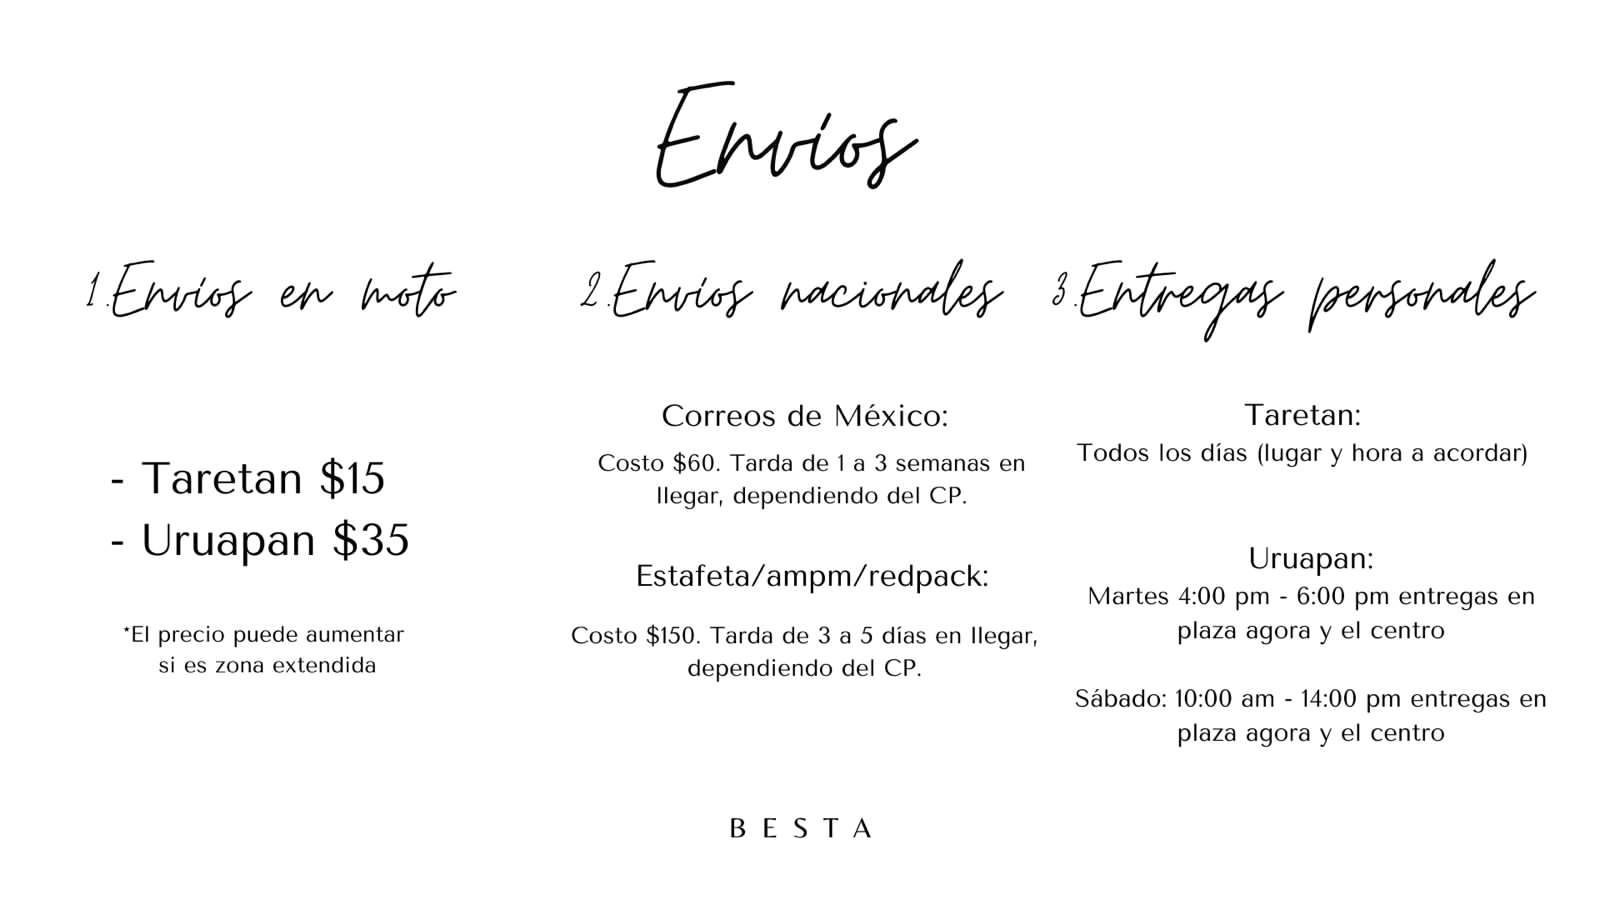 Envíos
1.Envíos en moto
- Taretan $15
- Uruapan $35
*El precio puede aumentar
si es zona extendida
2.Envíos nacionales
Correos de México:
Costo $60. Tarda de 1 a 3 semanas en
llegar, dependiendo del CP.
Estafeta/ampm/redpack:
Costo $150. Tarda de 3 a 5 días en llegar,
dependiendo del CP.
3.Entregas personales
Taretan:
Todos los días (lugar y hora a acordar)
Uruapan:
Martes 4:00 pm - 6:00 pm entregas en
plaza agora y el centro
Sábado: 10:00 am - 14:00 pm entregas en
plaza agora y el centro
BESTA